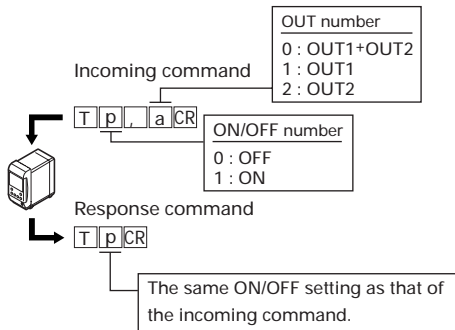 OUT number
0 : OUT1+OUT2
1 : OUT1
2 : OUT2
Incoming command
T p , a CR
ON/OFF number
0 : OFF
1 : ON
Response command
T p CR
The same ON/OFF setting as that of
the incoming command.